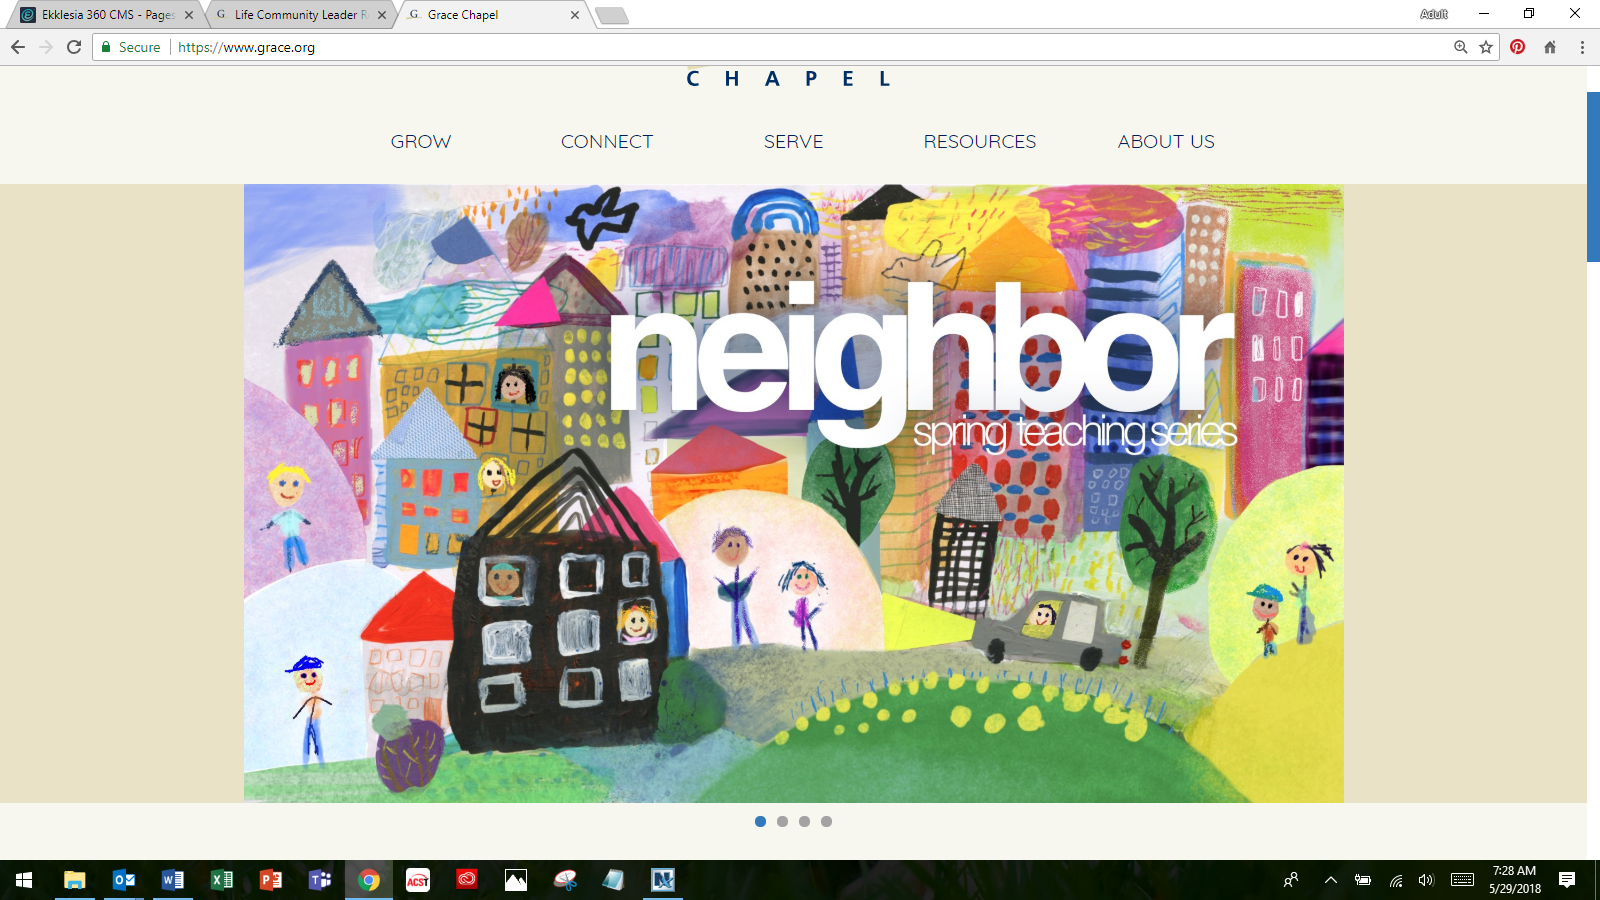 Ekklesia 360 CMS - Pages
Life Community Leader R
Grace Chapel
Adult
Secure
https://www.grace.org
CHAPEL
GROW
CONNECT
SERVE
RESOURCES
ABOUT US
neighbor
spring teaching series
ACST
7:28 AM
5/29/2018